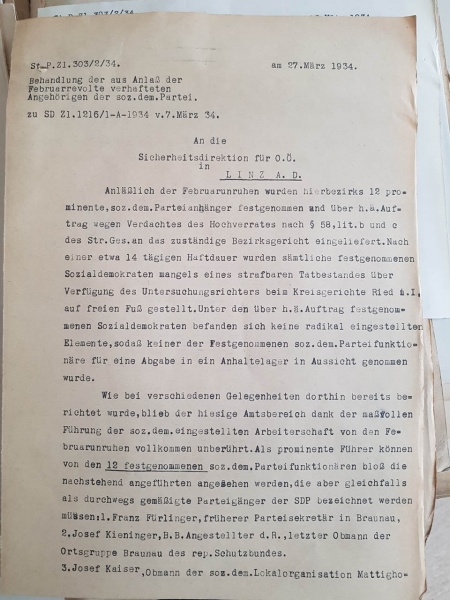 St.P.Zl.303/2/34.
am 27.März 1934.
Behandlung der aus Anlaß der
Februarrevolte verhafteten
Angehörigen der soz.dem.Partei.
zu SD Zl.1216/1-A-1934 v.7.März 34.
An die
Sicherheitsdirektion für O.Ö.
in
LINZ A.D.
Anläßlich der Februarunruhen wurden hierbezirks 12 pro=
minente,soz.dem.Parteianhänger festgenommen und über h.ä.Auf=
trag wegen Verdachtes des Hochverrates nach § 58,lit.b und c
des Str.Ges.an das zuständige Bezirksgericht eingeliefert.Nach
einer etwa 14 tägigen Haftdauer wurden sämtliche festgenommenen
Sozialdemokraten mangels eines strafbaren Tatbestandes über
Verfügung des Untersuchungsrichters beim Kreisgerichte Ried i.I.
auf freien Fuß gestellt.Unter den über h.ä.Auftrag festgenom=
menen Sozialdemokraten befanden sich keine radikal eingestellten
Elemente,sodaß keiner der Festgenommenen soz.dem.Parteifunktio=
näre für eine Abgabe in ein Anhaltelager in Aussicht genommen
wurde.
Wie bei verschiedenen Gelegenheiten dorthin bereits be=
richtet wurde,blieb der hiesige Amtsbereich dank der maßvollen
Führung der soz.dem.eingestellten Arbeiterschaft von den Fe=
bruarunruhen vollkommen unberührt.Als prominente Führer können
von den 12 festgenommenen soz.dem.Parteifunktionären bloß die
nachstehend angeführten angesehen werden,die aber gleichfalls
als durchwegs gemäßigte Parteigänger der SDP bezeichnet werden
müssen:1.Franz Fürlinger,früherer Parteisekretär in Braunau,
2.Josef Kieninger,B.B.Angestellter d.R.,letzter Obmann der
Ortsgruppe Braunau des rep.Schutzbundes.
3.Josef Kaiser,Obmann der soz.dem.Lokalorganisation Mattigho=